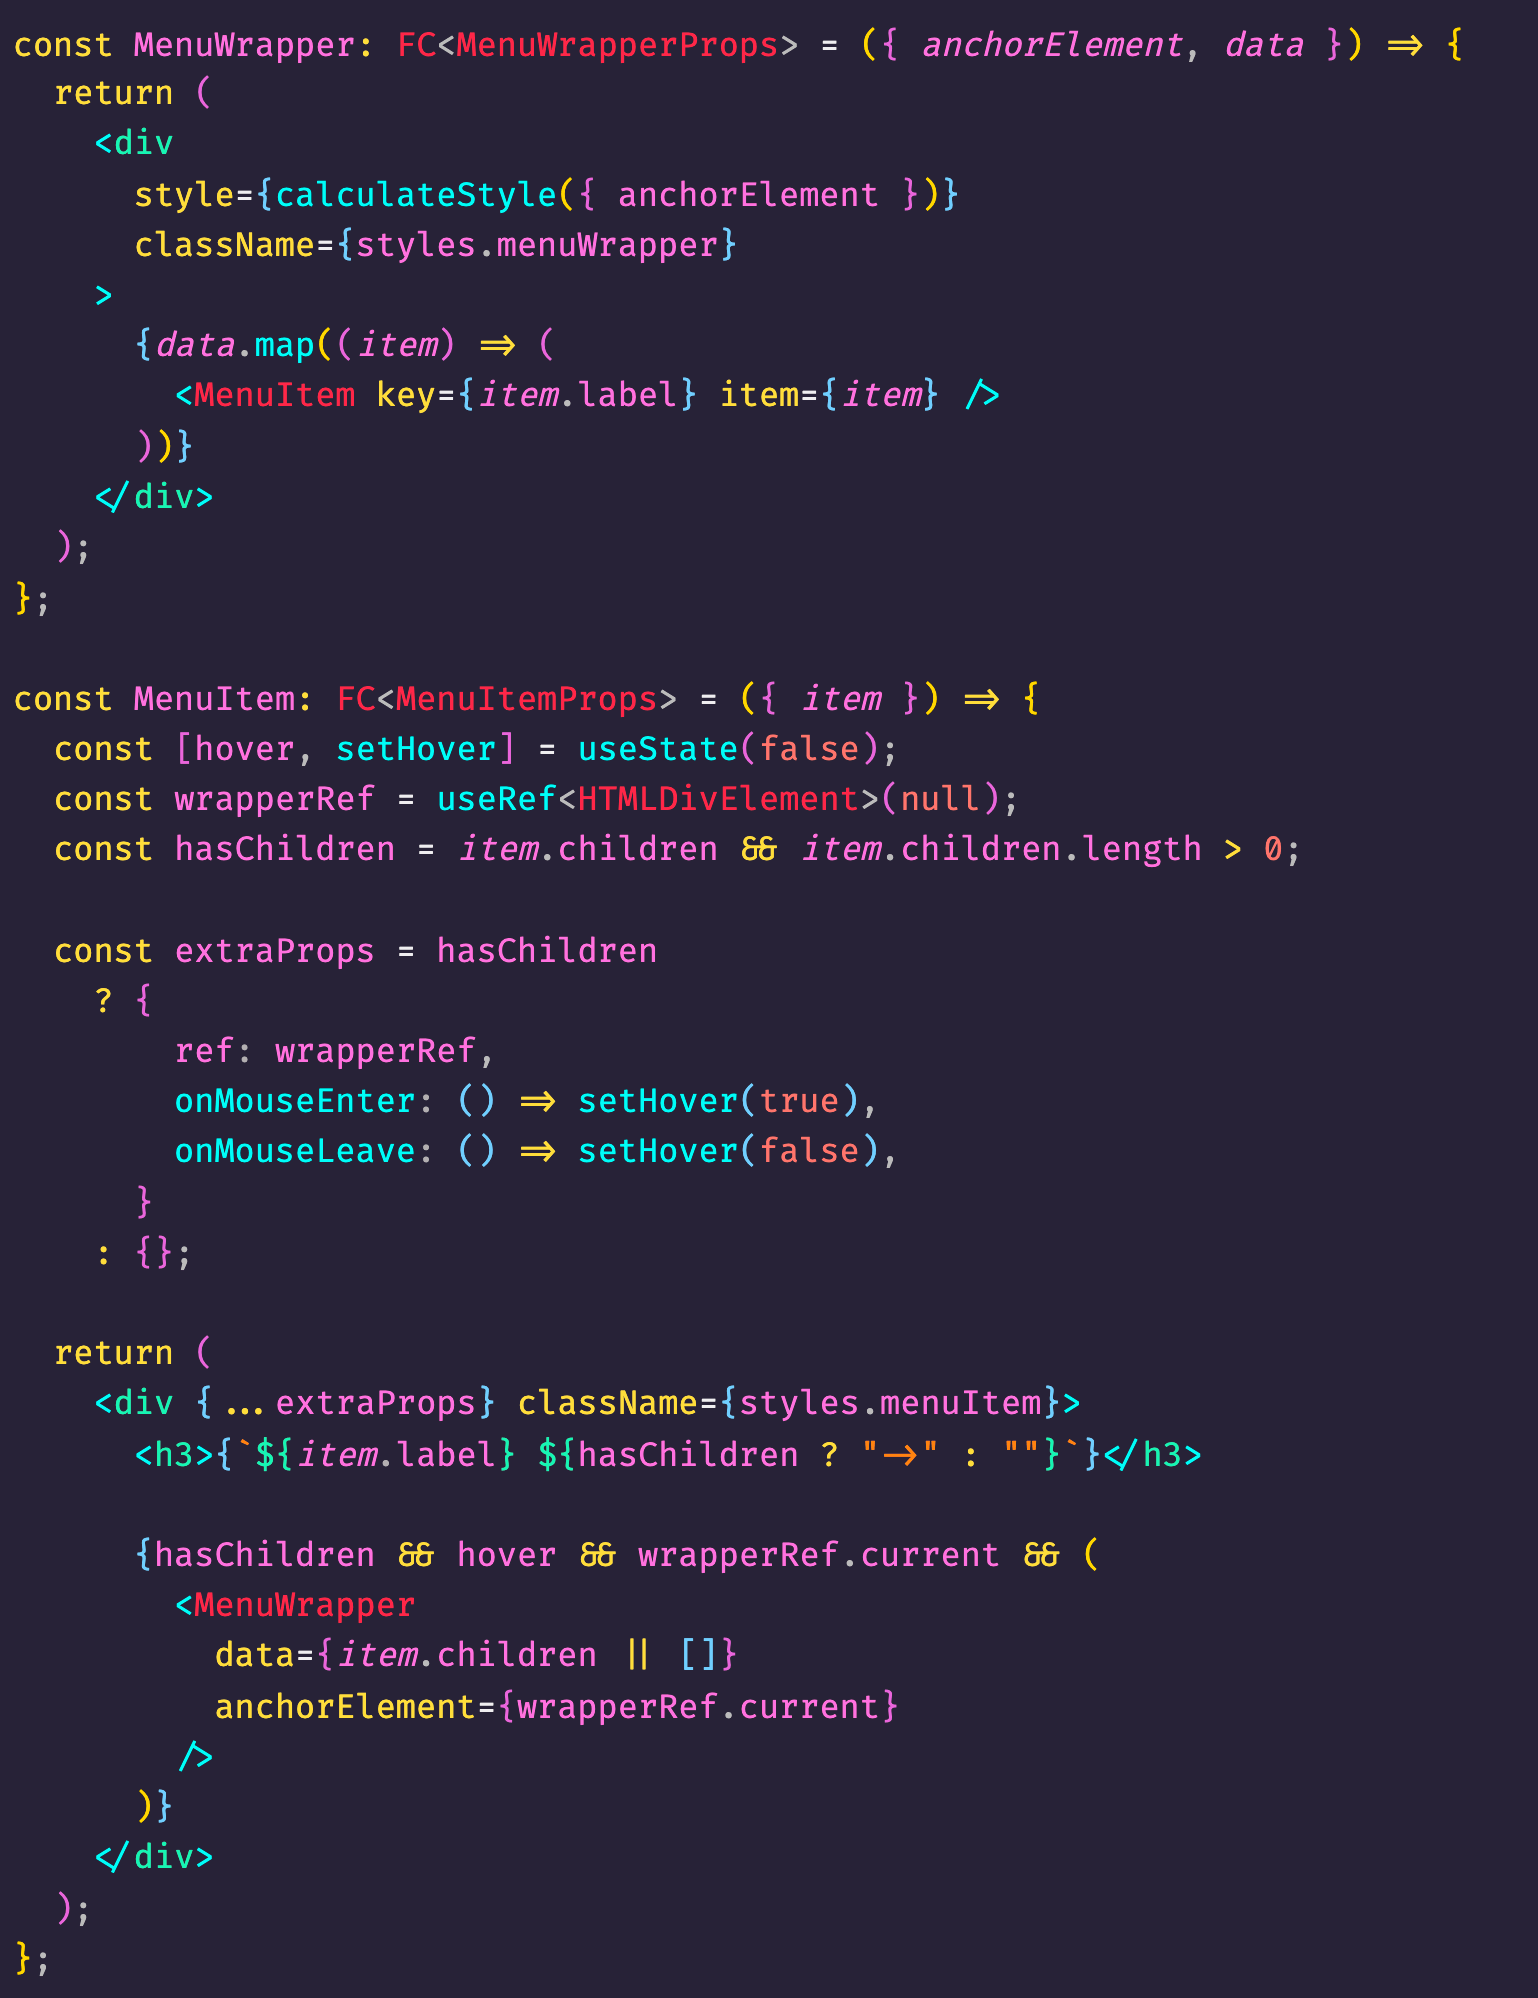 const MenuWrapper: FC<MenuWrapperProps> = ({ anchorElement, data }) => {
  return (
    <div
      style={calculateStyle({ anchorElement })}
      className={styles.menuWrapper}
    >
      {data.map((item) => (
        <MenuItem key={item.label} item={item} />
      ))}
    </div>
  );
};

const MenuItem: FC<MenuItemProps> = ({ item }) => {
  const [hover, setHover] = useState(false);
  const wrapperRef = useRef<HTMLDivElement>(null);
  const hasChildren = item.children && item.children.length > 0;

  const extraProps = hasChildren
    ? {
        ref: wrapperRef,
        onMouseEnter: () => setHover(true),
        onMouseLeave: () => setHover(false),
      }
    : {};

  return (
    <div {...extraProps} className={styles.menuItem}>
      <h3>{`${item.label} ${hasChildren ? "->" : ""}`}</h3>

      {hasChildren && hover && wrapperRef.current && (
        <MenuWrapper
          data={item.children || []}
          anchorElement={wrapperRef.current}
        />
      )}
    </div>
  );
};